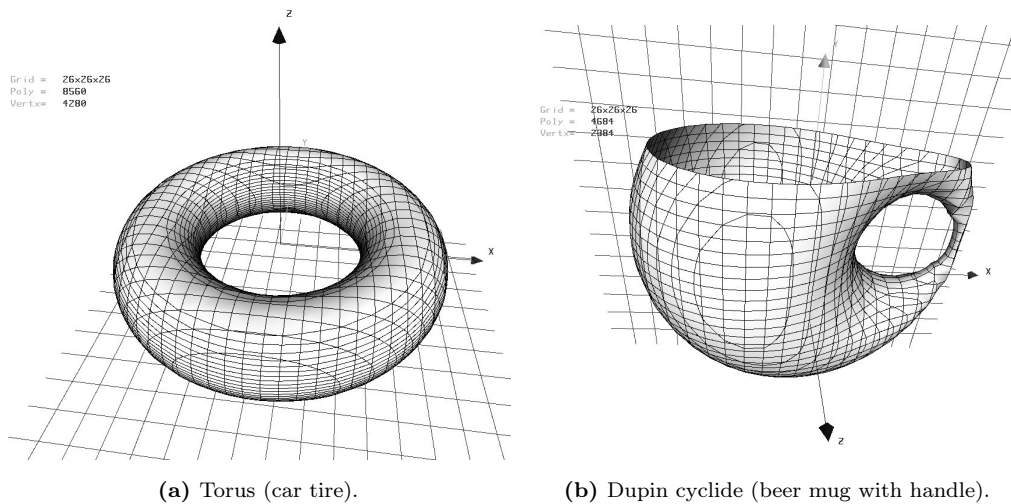 Z
Grid = 26x26x26
Poly = 8560
Vertx= 4280
Y
X
(a) Torus (car tire).
Grid = 26x26x26
Poly = 4684
Vertx= 2384
X
Z
(b) Dupin cyclide (beer mug with handle).